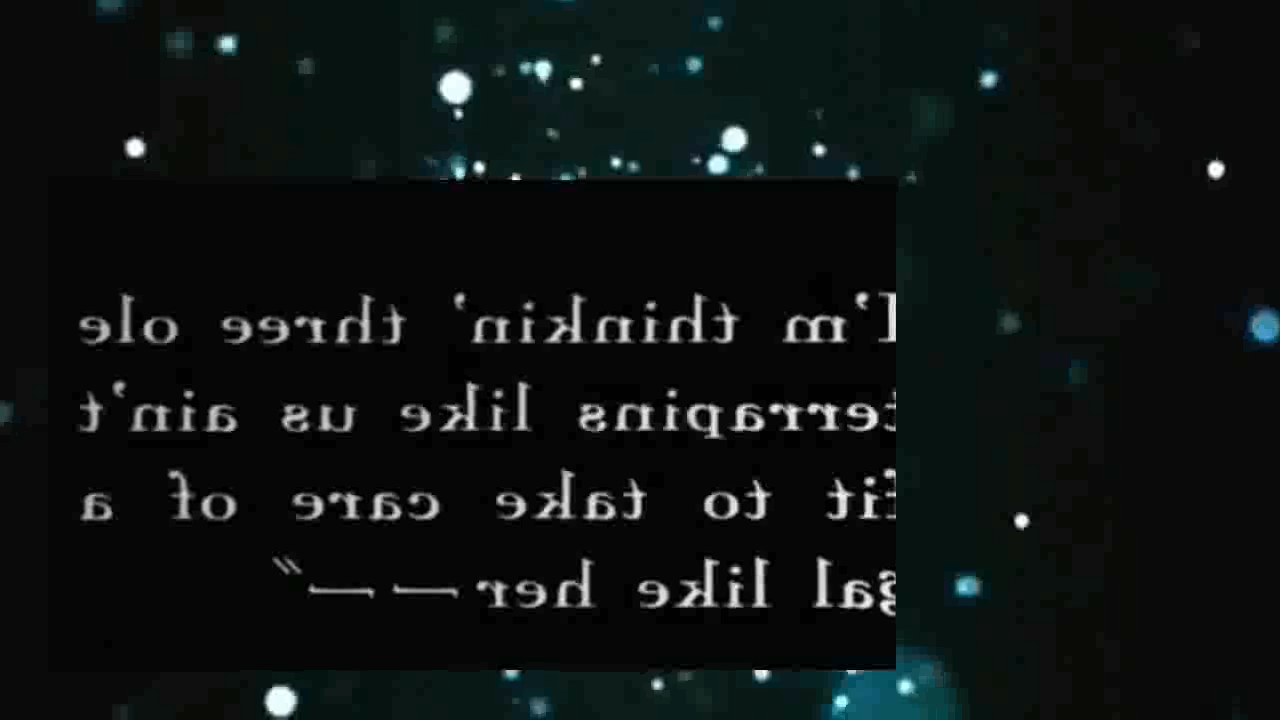 I'm thinkin' three ole
terrapins like us ain't
fit to take care of a
gal like her — —"